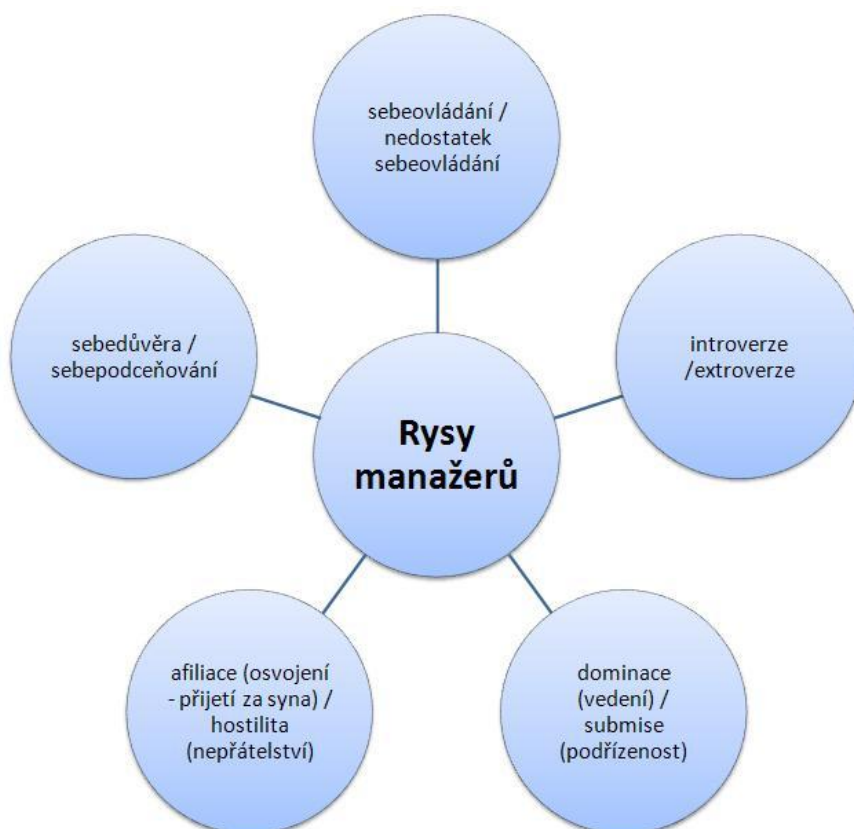 sebeovládání /
nedostatek
sebeovládání
sebedůvěra /
sebepodceňování
introverze
/extroverze
Rysy
manažerů
afiliace (osvojení
- přijetí za syna) /
hostilita
(nepřátelství)
dominace
(vedení) /
submise
(podřízenost)